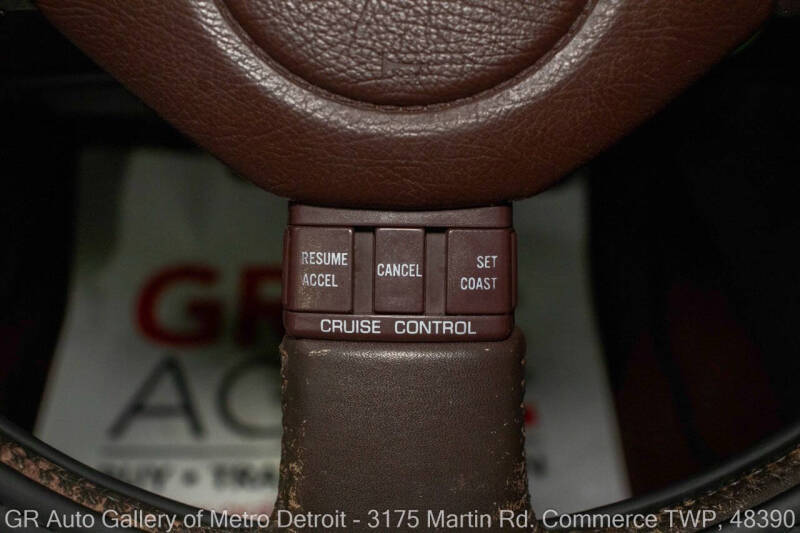 RESUME
ACCEL
CANCEL
SET
COAST
CRUISE CONTROL
GR
GR Auto Gallery of Metro Detroit - 3175 Martin Rd. Commerce TWP, 48390